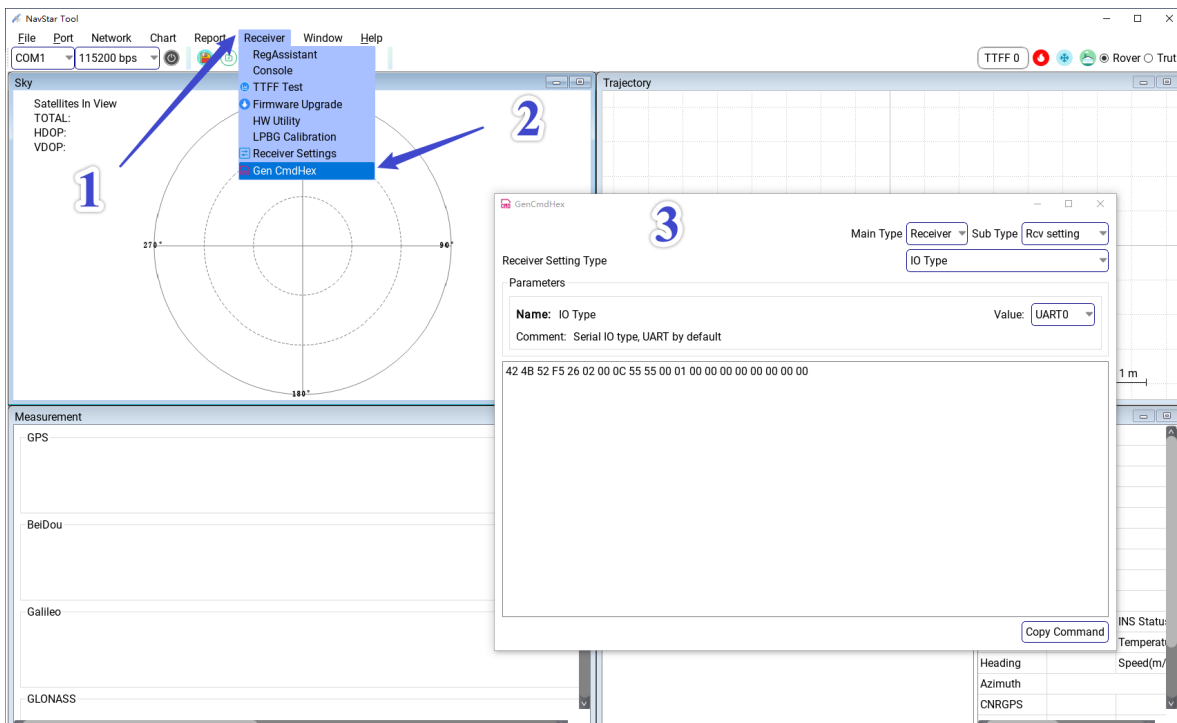 NavStar Tool
File Port Network Chart Report Receiver Window Help
COM1 115200 bps TTFF 0 Rover Trut
RegAssistant
Console
TTFF Test
Firmware Upgrade
HW Utility
LPBG Calibration
Receiver Settings
Gen CmdHex
1
2
3
Sky
Satellites In View
TOTAL:
HDOP:
VDOP:
270°
90°
180°
Trajectory
1 m
GenCmdHex
Main Type Receiver Sub Type Rcv setting
Receiver Setting Type IO Type
Parameters
Name: IO Type Value: UART0
Comment: Serial IO type, UART by default
42 4B 52 F5 26 02 00 0C 55 55 00 01 00 00 00 00 00 00 00 00
Copy Command
Measurement
GPS
BeiDou
Galileo
GLONASS
INS Statu
Temperatu
Heading Speed(m/
Azimuth
CNRGPS